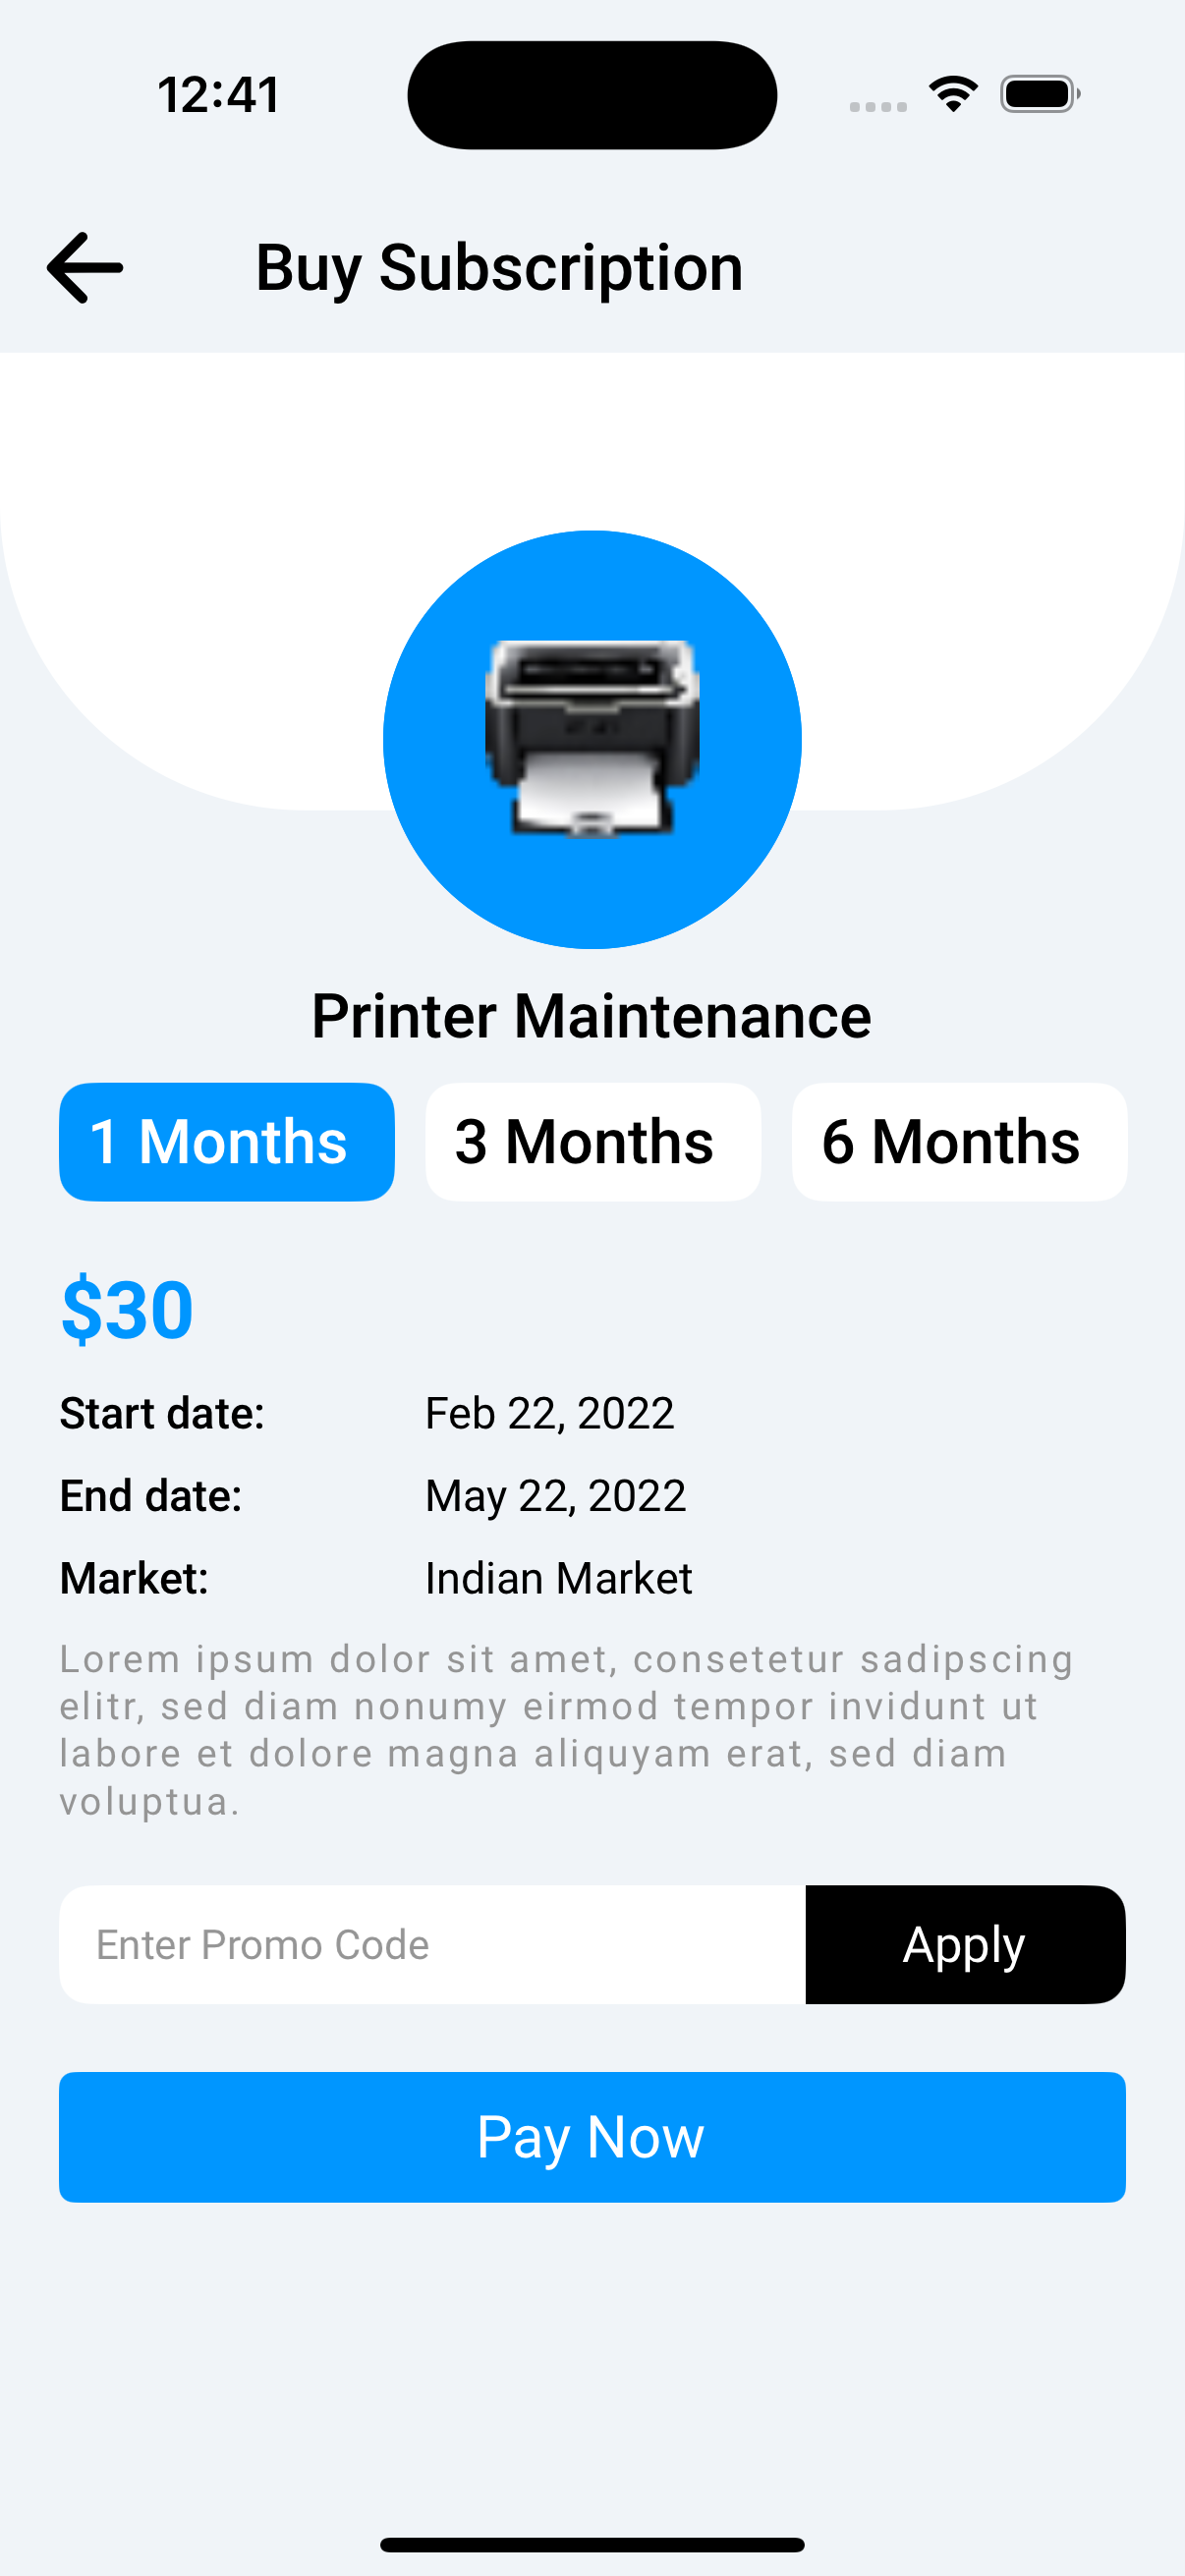 12:41
Buy Subscription
Printer Maintenance
1 Months
3 Months
6 Months
$30
Start date: Feb 22, 2022
End date: May 22, 2022
Market: Indian Market
Lorem ipsum dolor sit amet, consetetur sadipscing
elitr, sed diam nonumy eirmod tempor invidunt ut
labore et dolore magna aliquyam erat, sed diam
voluptua.
Enter Promo Code
Apply
Pay Now